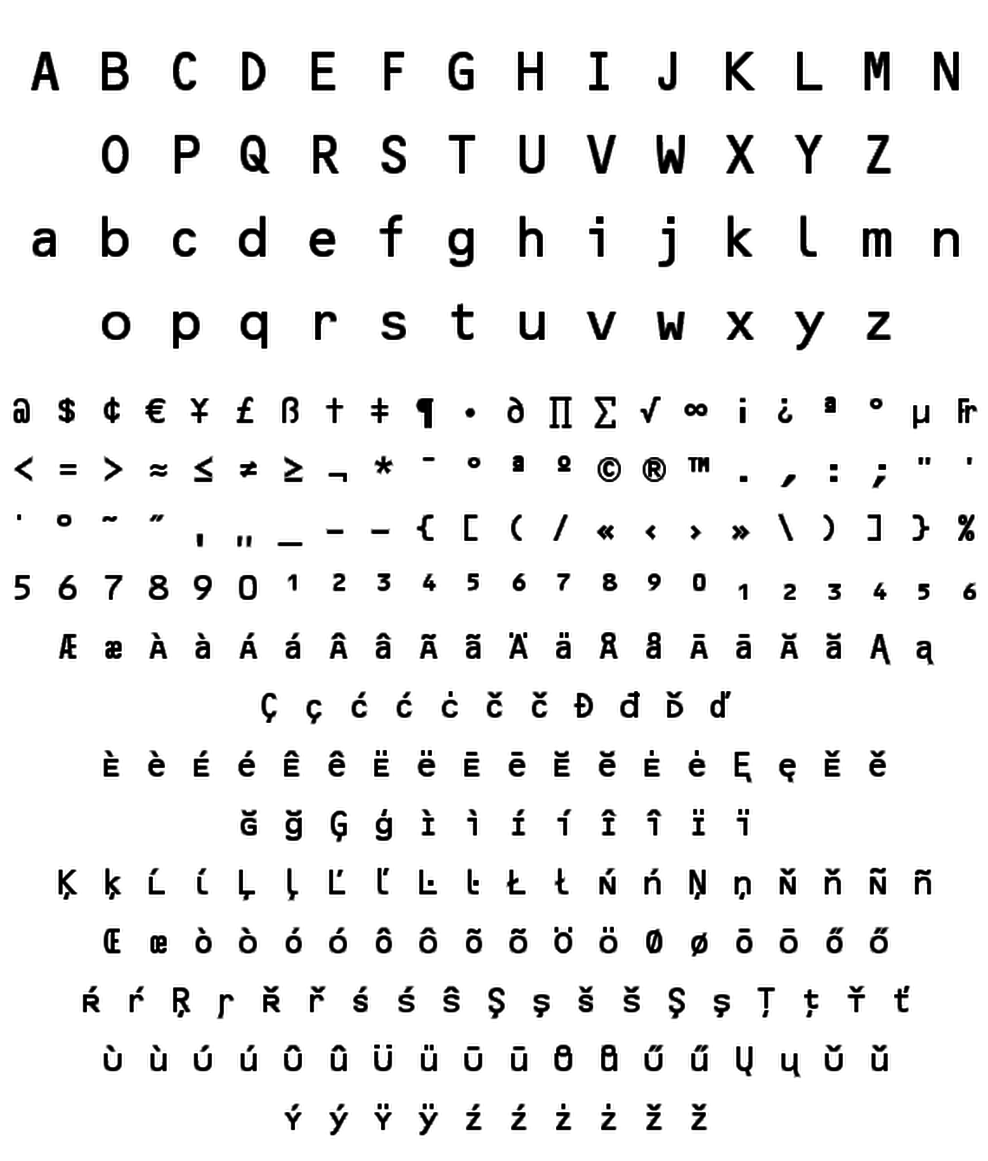 A B C D E F G H I J K L M N
O P Q R S T U V W X Y Z
a b c d e f g h i j k l m n
o p q r s t u v w x y z
@ $ ¢ € ¥ £ ß † ‡ ¶ • ∂ ∏ ∑ √ ∞ ¡ ¿ ª ° µ ₣
< = > ≈ ≤ ≠ ≥ ¬ * ¯ ° ª º © ® ™ . , : ; " '
˙ ° ~ ˝ ‚ „ _ – — { [ ( / « ‹ › » \ ) ] } %
5 6 7 8 9 0 ¹ ² ³ ⁴ ⁵ ⁶ ⁷ ⁸ ⁹ ⁰ ₁ ₂ ₃ ₄ ₅ ₆
Æ æ À à Á á Â â Ã ã Ä ä Å å Ā ā Ă ă Ą ą
Ç ç ć ć ċ č č Đ đ Ď ď
È è É é Ê ê Ë ë Ē ē Ĕ ĕ Ė ė Ę ę Ě ě
Ğ ğ Ģ ģ Ì ì Í í Î î Ï ï
Ķ ķ Ĺ ĺ Ļ ļ Ľ ľ Ŀ ŀ Ł ł Ń ń Ņ ņ Ň ň Ñ ñ
Œ œ ò ò ó ó ô ô õ õ Ö ö Ø ø ō ō ő ő
Ŕ ŕ Ŗ ŗ Ř ř ś ś ŝ Ş ş š š Ş ş Ţ ţ Ť ť
ù ù ú ú û û Ü ü ū ū ů ů ű ű Ų ų ŭ ŭ
Ý ý Ÿ ÿ ź ź ż ż ž ž